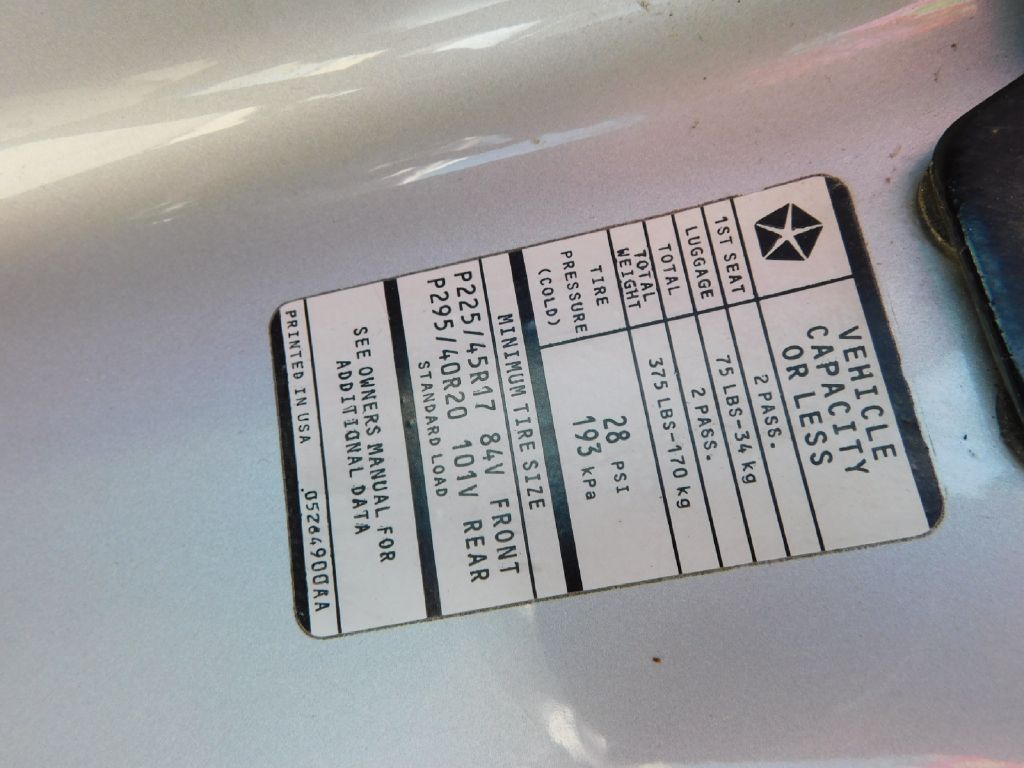 VEHICLE
CAPACITY
OR LESS
1ST SEAT 2 PASS.
LUGGAGE 75 LBS-34 kg
TOTAL 2 PASS.
TOTAL
WEIGHT 375 LBS-170 kg
TIRE
PRESSURE
(COLD)
28 PSI
193 kPa
MINIMUM TIRE SIZE
P225/45R17 84V FRONT
P295/40R20 101V REAR
STANDARD LOAD
SEE OWNERS MANUAL FOR
ADDITIONAL DATA
PRINTED IN USA .05264900AA